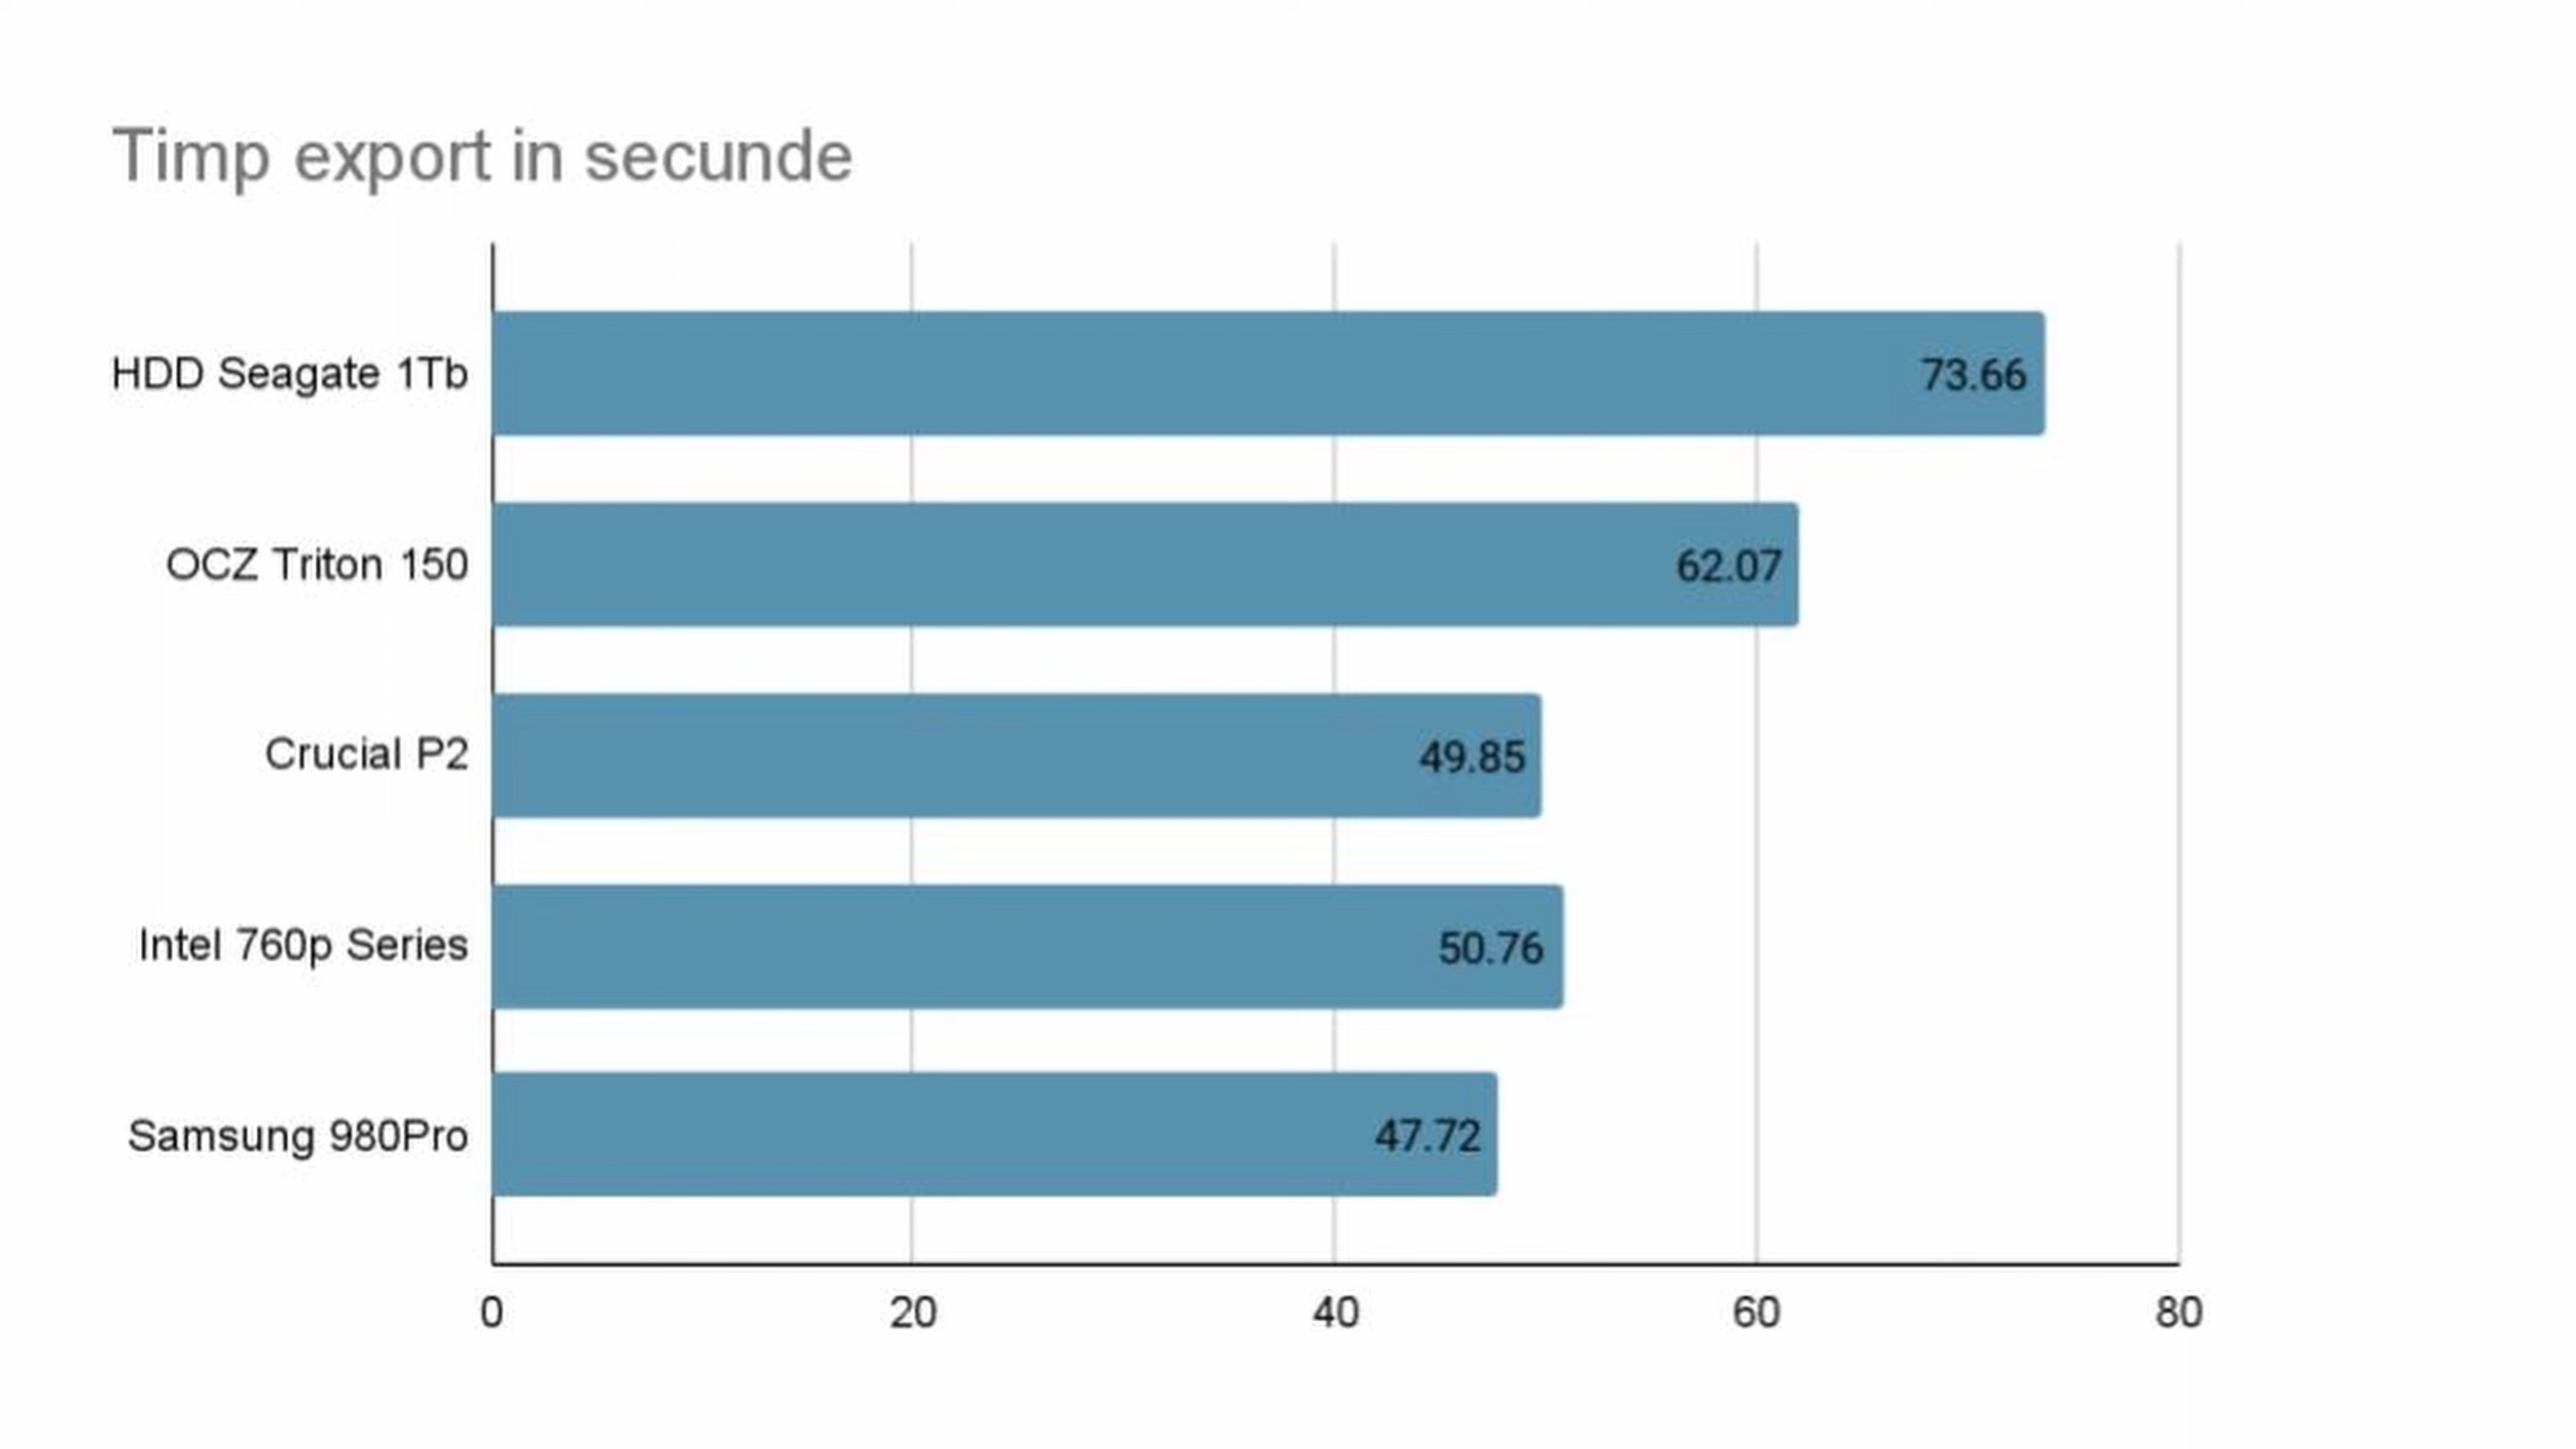 Timp export in secunde
HDD Seagate 1Tb
73.66
OCZ Triton 150
62.07
Crucial P2
49.85
Intel 760p Series
50.76
Samsung 980Pro
47.72
0 20 40 60 80